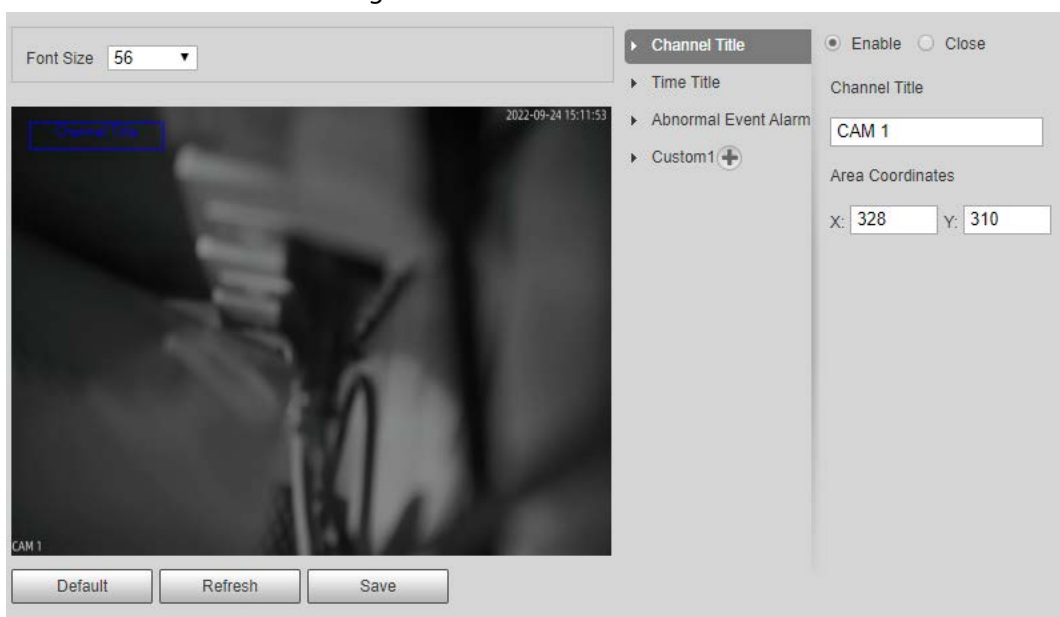 Font Size 56
Channel Title
2022-09-24 15:11:53
CAM 1
Default Refresh Save
Channel Title
Time Title
Abnormal Event Alarm
Custom1
Enable Close
Channel Title
CAM 1
Area Coordinates
X: 328 Y: 310